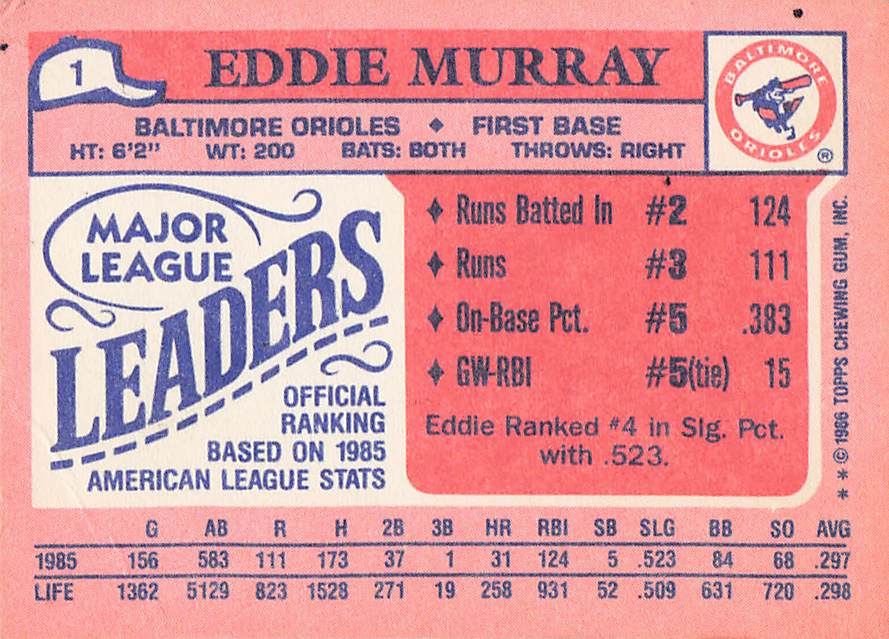 1
EDDIE MURRAY
BALTIMORE
ORIOLES
®
BALTIMORE ORIOLES ♦ FIRST BASE
HT: 6'2" WT: 200 BATS: BOTH THROWS: RIGHT
MAJOR
LEAGUE
LEADERS
OFFICIAL
RANKING
BASED ON 1985
AMERICAN LEAGUE STATS
♦ Runs Batted In #2 124
♦ Runs #3 111
♦ On-Base Pct. #5 .383
♦ GW-RBI #5(tie) 15
Eddie Ranked #4 in Slg. Pct.
with .523.
* * © 1986 TOPPS CHEWING GUM, INC.
G AB R H 2B 3B HR RBI SB SLG BB SO AVG
1985 156 583 111 173 37 1 31 124 5 .523 84 68 .297
LIFE 1362 5129 823 1528 271 19 258 931 52 .509 631 720 .298